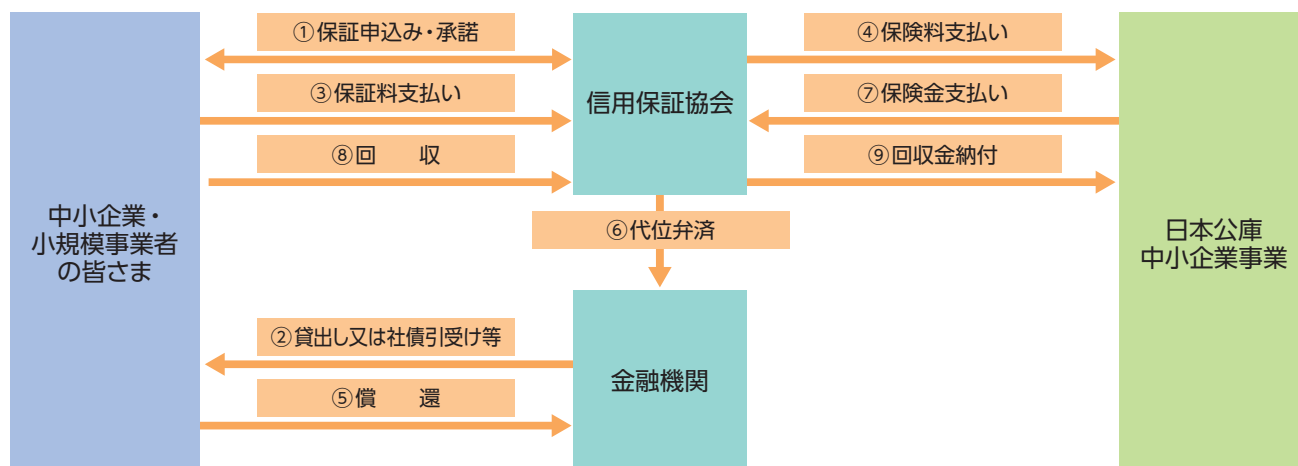 ①保証申込み・承諾
④保険料支払い
③保証料支払い
信用保証協会
⑦保険金支払い
⑧回　　収
⑨回収金納付
中小企業・
小規模事業者
の皆さま
⑥代位弁済
日本公庫
中小企業事業
②貸出し又は社債引受け等
金融機関
⑤償　　還